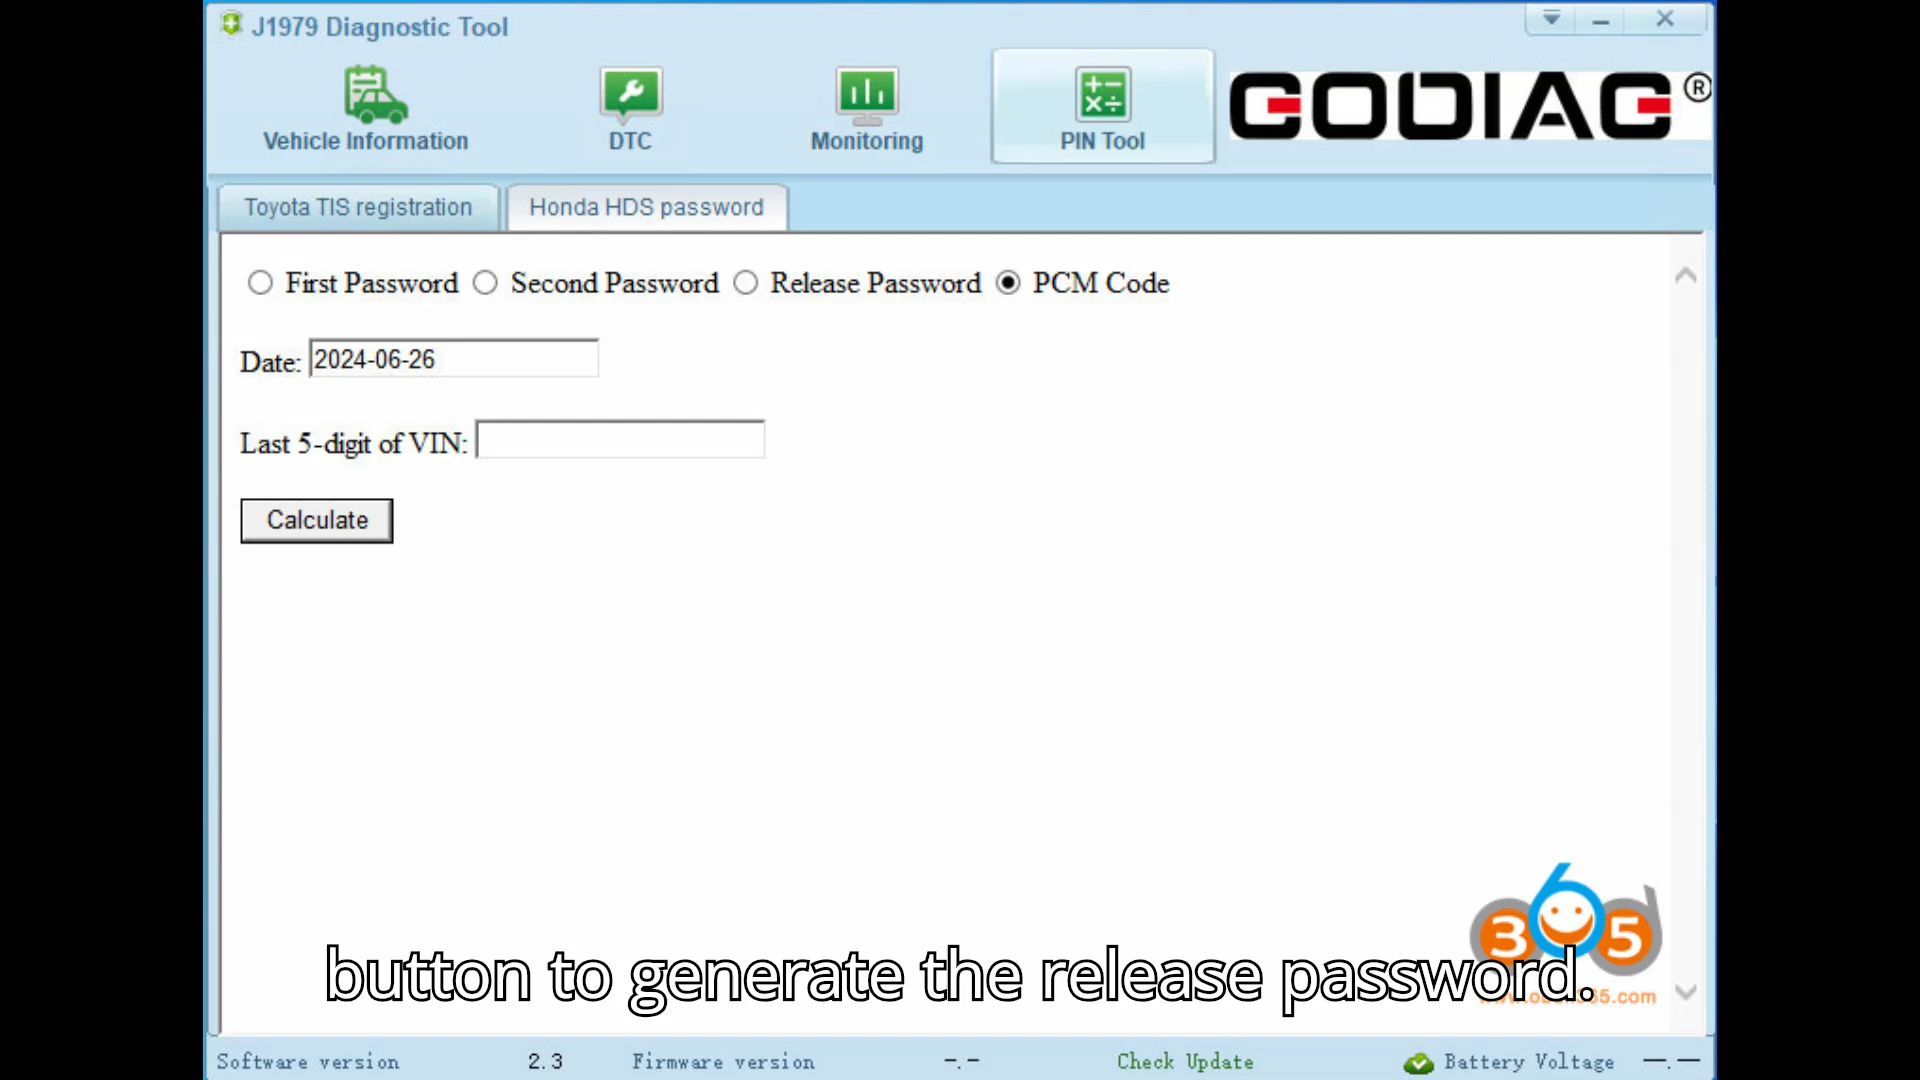 J1979 Diagnostic Tool
Vehicle Information
DTC
Monitoring
PIN Tool
GODIAG®
Toyota TIS registration
Honda HDS password
First Password Second Password Release Password PCM Code
Date: 2024-06-26
Last 5-digit of VIN:
Calculate
365
button to generate the release password.
Software version 2.3 Firmware version -.- Check Update Battery Voltage —.—